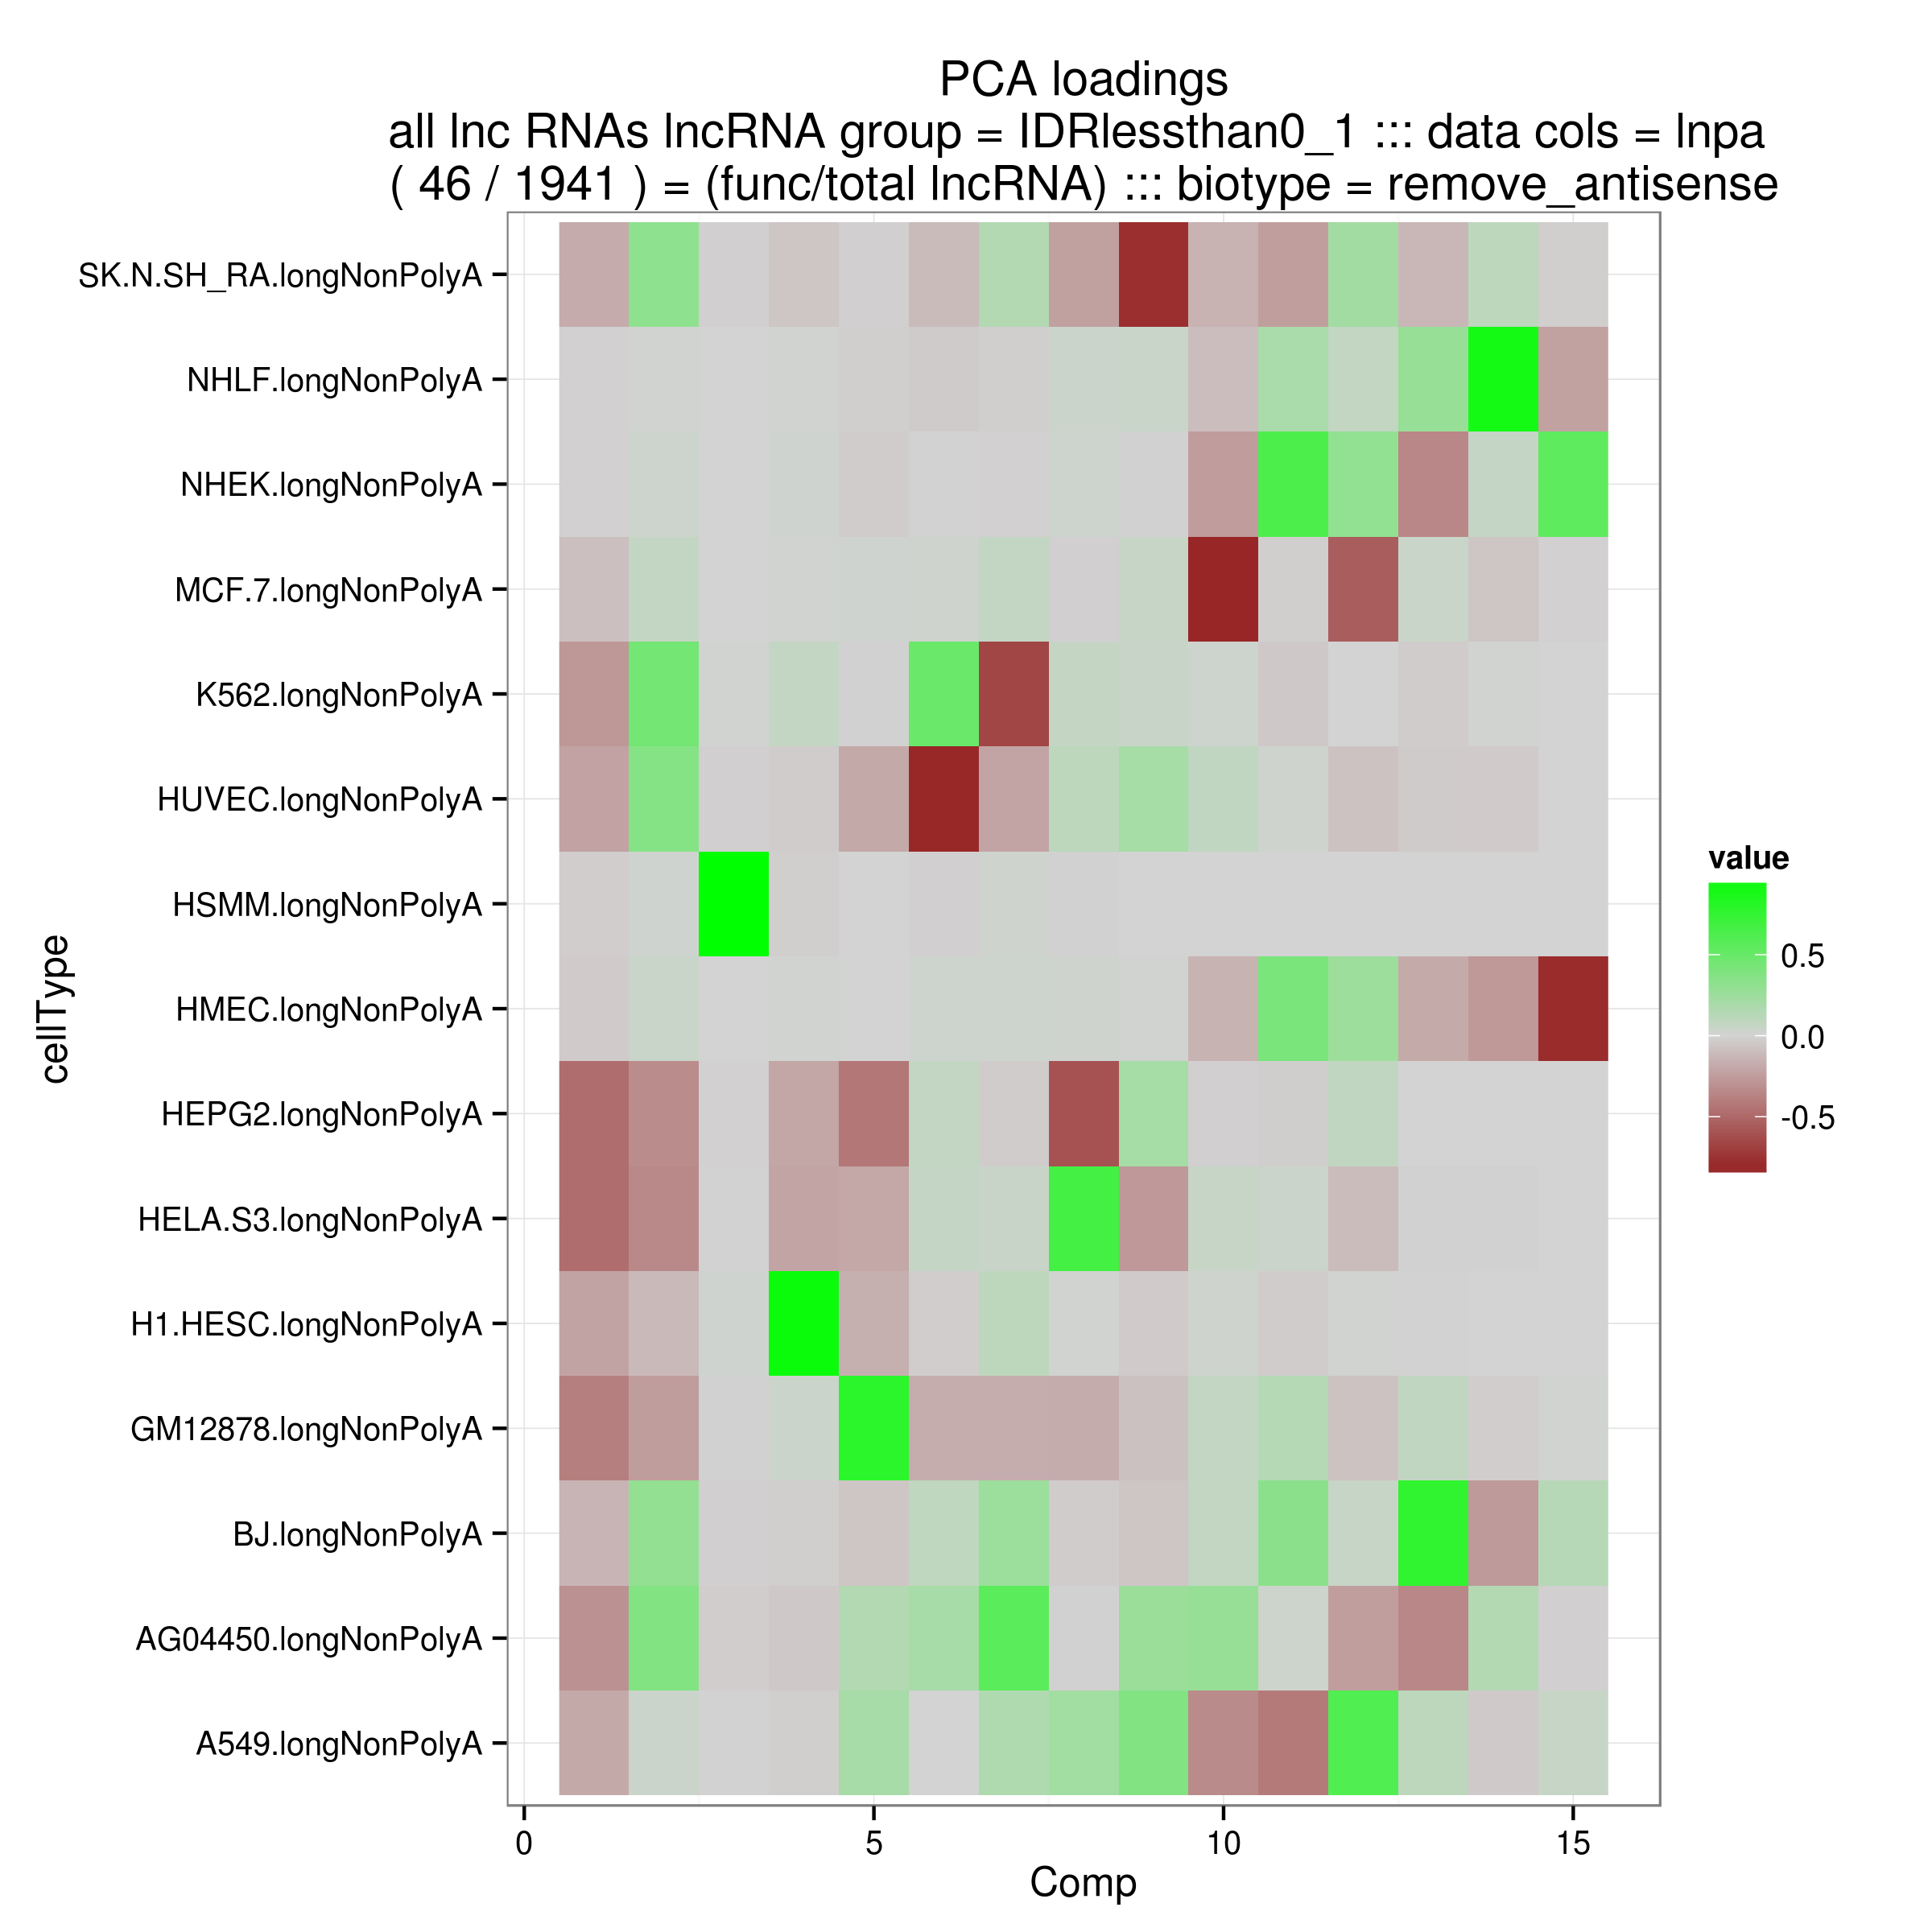 PCA loadings
all lnc RNAs lncRNA group = IDRlessthan0_1 ::: data cols = lnpa
( 46 / 1941 ) = (func/total lncRNA) ::: biotype = remove_antisense
cellType
SK.N.SH_RA.longNonPolyA
NHLF.longNonPolyA
NHEK.longNonPolyA
MCF.7.longNonPolyA
K562.longNonPolyA
HUVEC.longNonPolyA
HSMM.longNonPolyA
HMEC.longNonPolyA
HEPG2.longNonPolyA
HELA.S3.longNonPolyA
H1.HESC.longNonPolyA
GM12878.longNonPolyA
BJ.longNonPolyA
AG04450.longNonPolyA
A549.longNonPolyA
0 5 10 15
Comp
value
0.5
0.0
-0.5